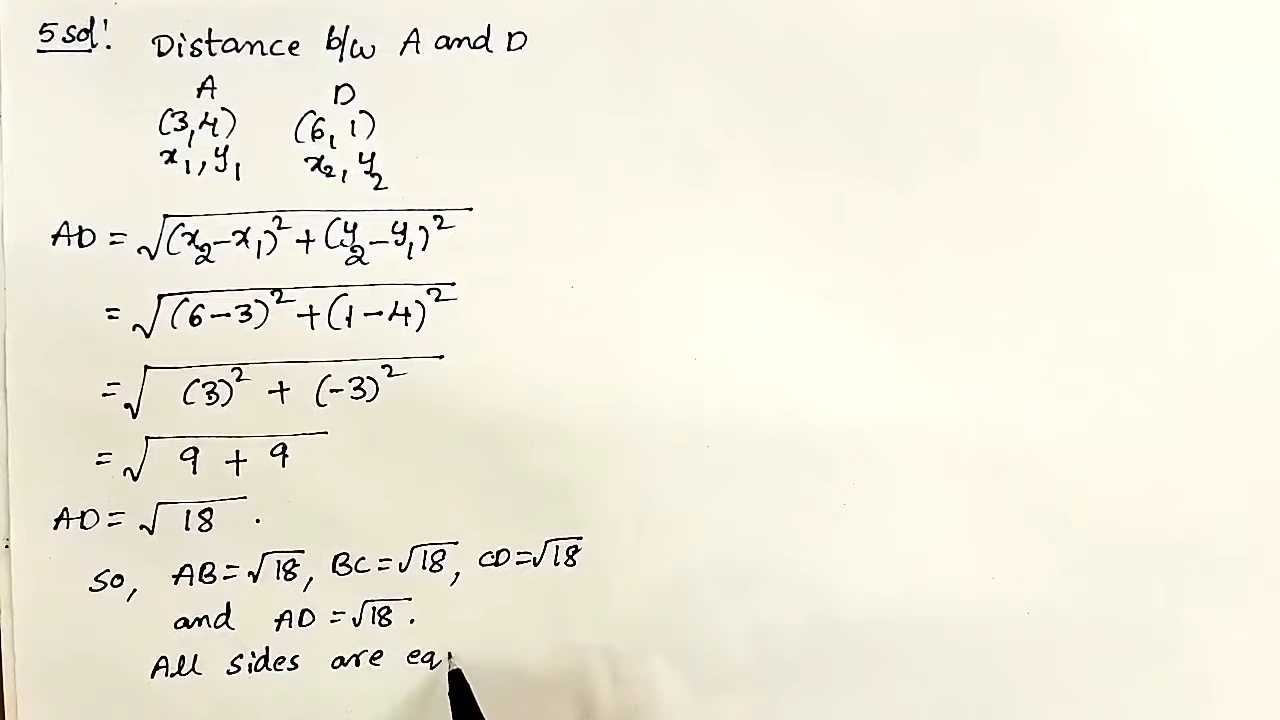 5 sol! Distance b/w A and D
A D
(3,4) (6,1)
x₁, y₁ x₂, y₂
AD = √(x₂-x₁)² + (y₂-y₁)²
= √(6-3)² + (1-4)²
= √(3)² + (-3)²
= √9 + 9
AD = √18.
So, AB = √18, BC = √18, CD = √18
and AD = √18.
All sides are eq